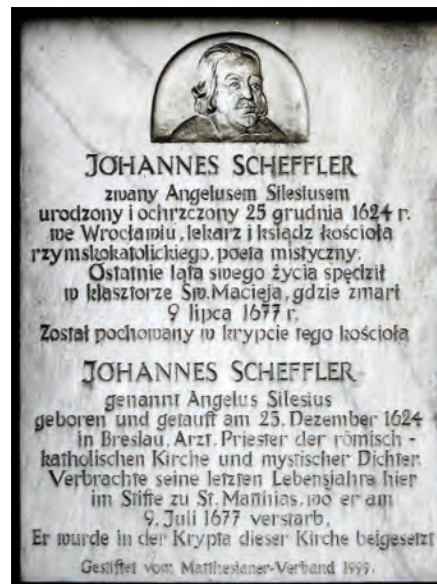 JOHANNES SCHEFFLER
zwany Angelusem Silesiusem
urodzony i ochrzczony 25 grudnia 1624 r.
we Wrocławiu, lekarz i ksiądz kościoła
rzymskokatolickiego, poeta mistyczny.
Ostatnie lata swego życia spędził
w klasztorze Św. Macieja, gdzie zmarł
9 lipca 1677 r.
Został pochowany w krypcie tego kościoła
JOHANNES SCHEFFLER
genannt Angelus Silesius
geboren und getauft am 25. Dezember 1624
in Breslau, Arzt, Priester der römisch -
katholischen Kirche und mystischer Dichter.
Verbrachte seine letzten Lebensjahre hier
im Stifte zu St. Matthias, wo er am
9. Juli 1677 verstarb.
Er wurde in der Krypta dieser Kirche beigesetzt
Gestiftet vom Matthesianer-Verband 1999.